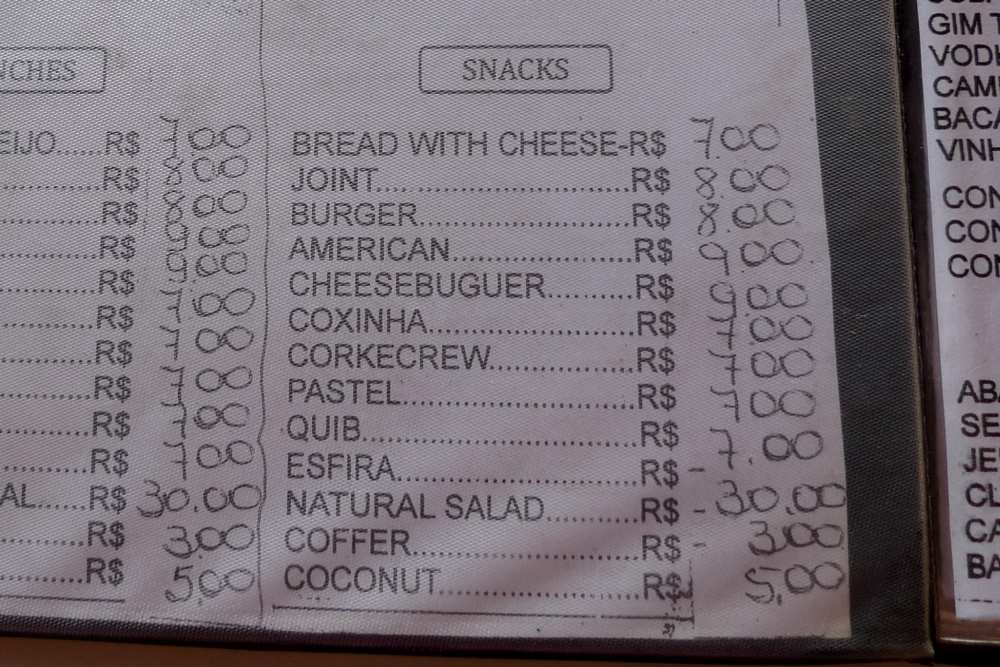 NCHES
EIJO......R$ 7.00
R$ 8.00
R$ 8.00
R$ 9.00
R$ 9.00
R$ 7.00
R$ 7.00
R$ 7.00
R$ 7.00
R$ 7.00
AL.....R$ 30.00
R$ 3.00
R$ 5,00
SNACKS
BREAD WITH CHEESE-R$ 7.00
JOINT R$ 8.00
BURGER R$ 8.00
AMERICAN R$ 9.00
CHEESEBUGUER R$ 9.00
COXINHA R$ 7.00
CORKECREW R$ 7.00
PASTEL R$ 7.00
QUIB R$ 7.00
ESFIRA R$ -
NATURAL SALAD R$ - 30.00
COFFER R$ - 3.00
COCONUT R$ 5,00
GIM T
VODK
CAM
BACA
VINH
CON
CON
CON
ABA
SE
JE
CL
CA
BA